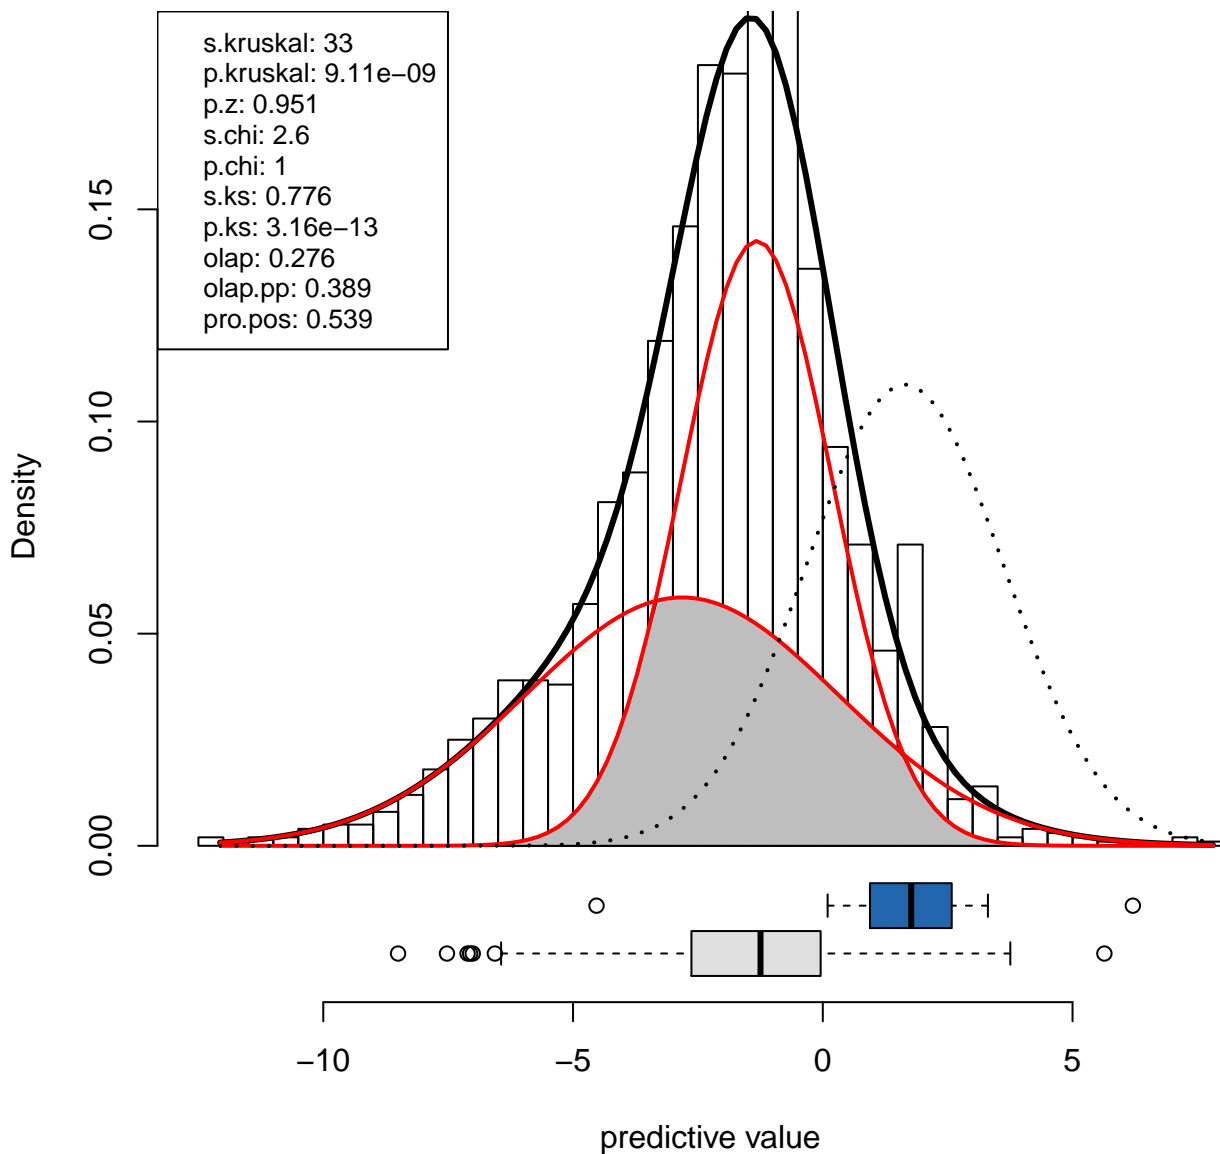 s.kruskal: 33
p.kruskal: 9.11e−09
p.z: 0.951
s.chi: 2.6
p.chi: 1
s.ks: 0.776
p.ks: 3.16e−13
olap: 0.276
olap.pp: 0.389
pro.pos: 0.539
0.15
0.10
0.05
0.00
Density
−10 −5 0 5
predictive value